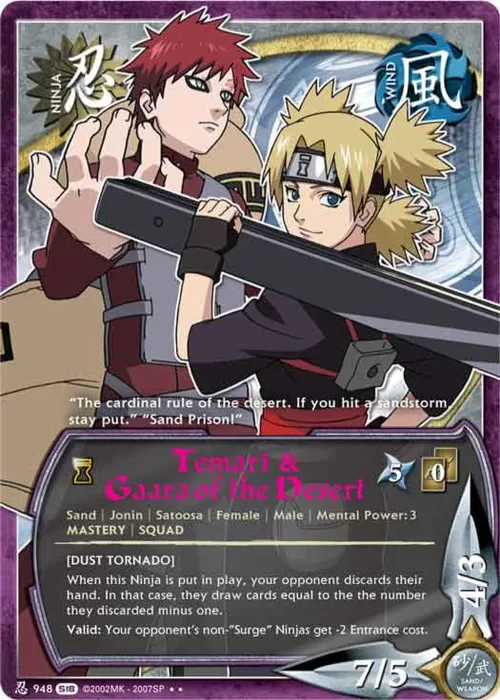 NINJA
忍
WIND
風
"The cardinal rule of the desert. If you hit a sandstorm
stay put." "Sand Prison!"
Temari &
Gaara of the Desert
5
0
Sand | Jonin | Satoosa | Female | Male | Mental Power: 3
MASTERY | SQUAD
[DUST TORNADO]
When this Ninja is put in play, your opponent discards their
hand. In that case, they draw cards equal to the the number
they discarded minus one.
Valid: Your opponent's non-"Surge" Ninjas get -2 Entrance cost.
4/3
7/5
砂/武
SAND/
WEAPON
忍 948 S18 ©2002MK - 2007SP